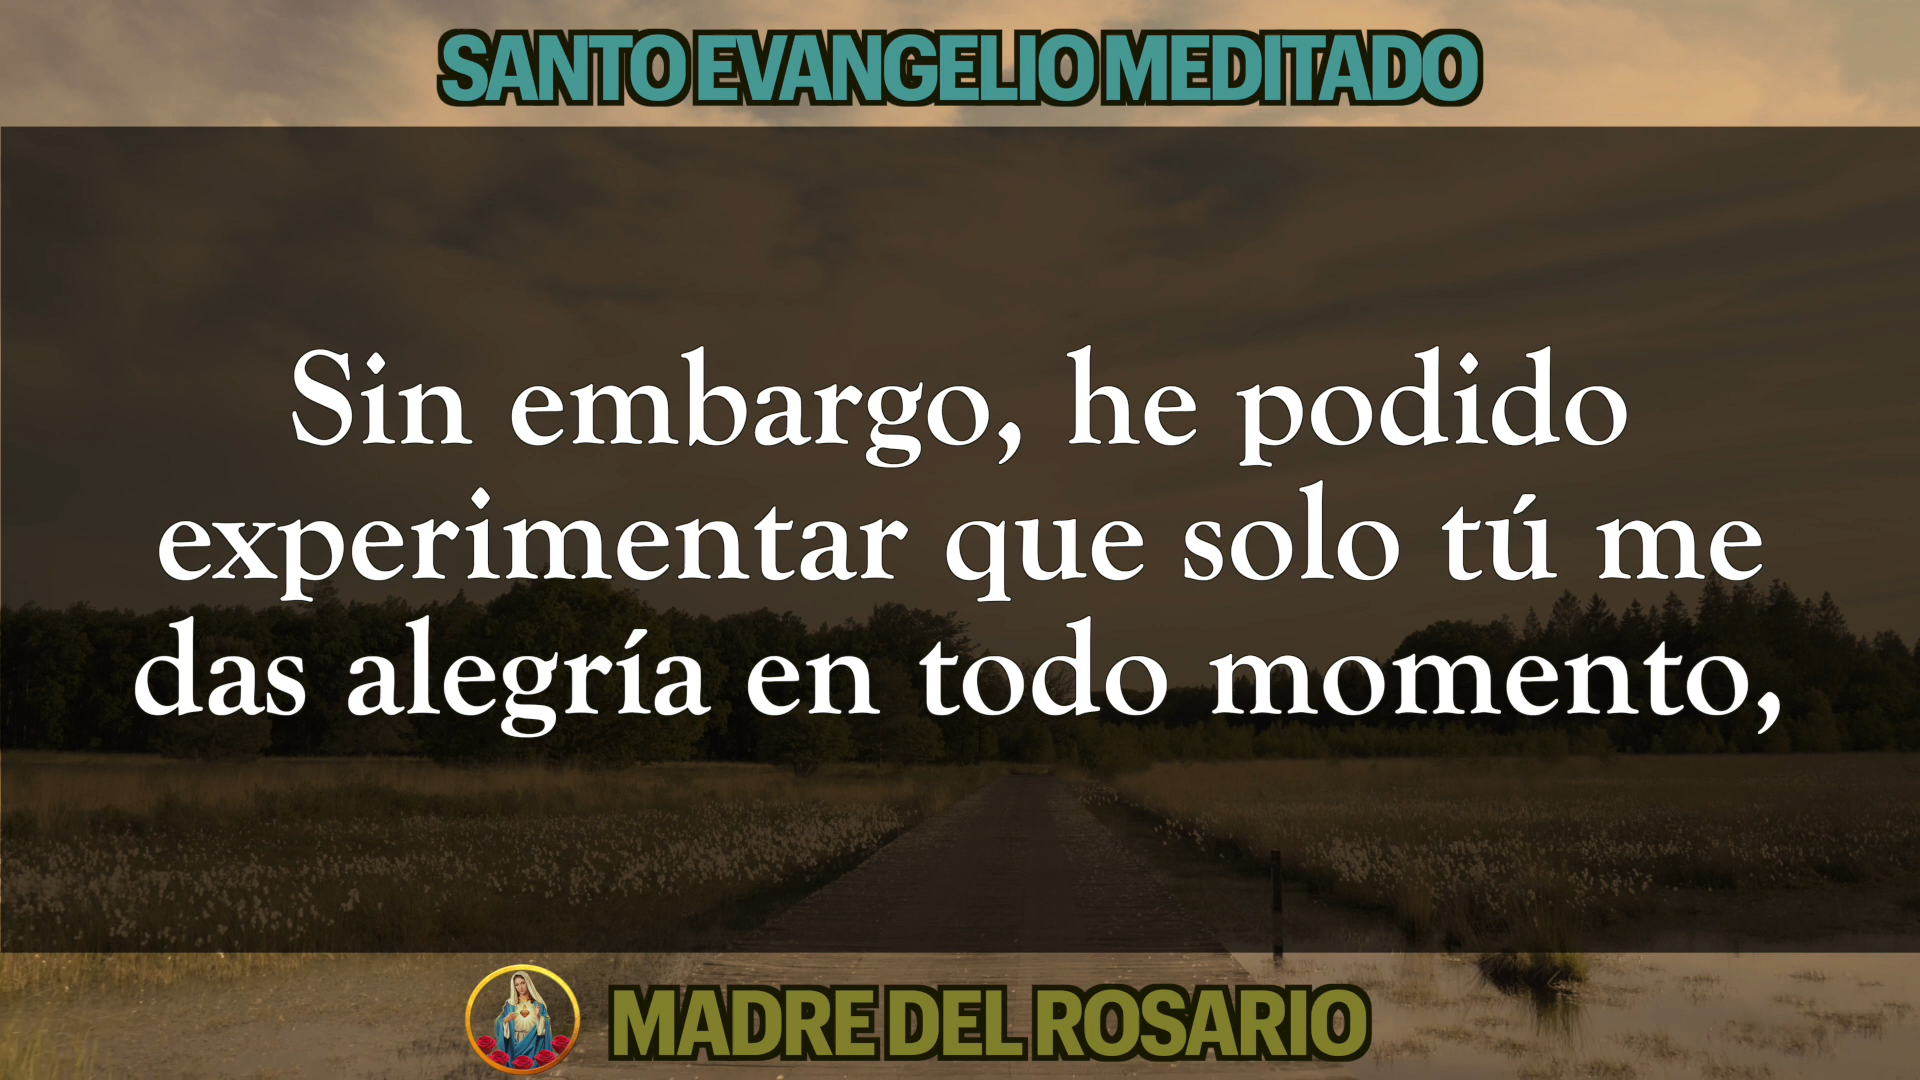 SANTO EVANGELIO MEDITADO
Sin embargo, he podido
experimentar que solo tú me
das alegría en todo momento,
MADRE DEL ROSARIO